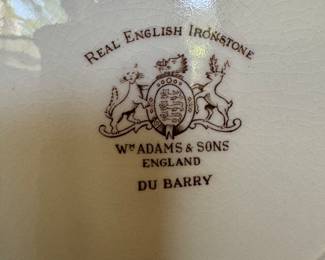 REAL ENGLISH IRONSTONE
WM ADAMS & SONS
ENGLAND
DU BARRY